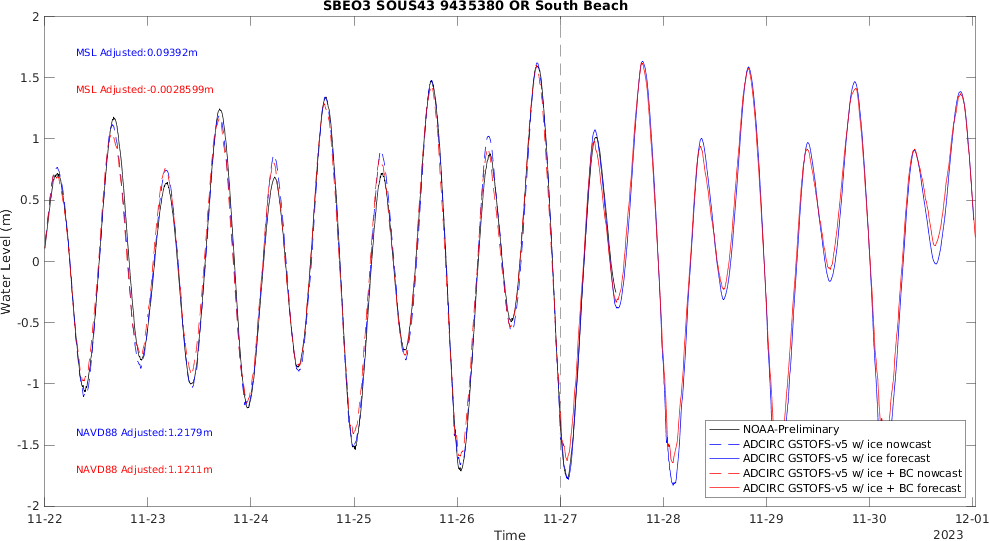 SBEO3 SOUS43 9435380 OR South Beach
2
1.5
1
0.5
0
-0.5
-1
-1.5
-2
Water Level (m)
MSL Adjusted:0.09392m
MSL Adjusted:-0.0028599m
NAVD88 Adjusted:1.2179m
NAVD88 Adjusted:1.1211m
NOAA-Preliminary
ADCIRC GSTOFS-v5 w/ ice nowcast
ADCIRC GSTOFS-v5 w/ ice forecast
ADCIRC GSTOFS-v5 w/ ice + BC nowcast
ADCIRC GSTOFS-v5 w/ ice + BC forecast
11-22 11-23 11-24 11-25 11-26 11-27 11-28 11-29 11-30 12-01
Time
2023